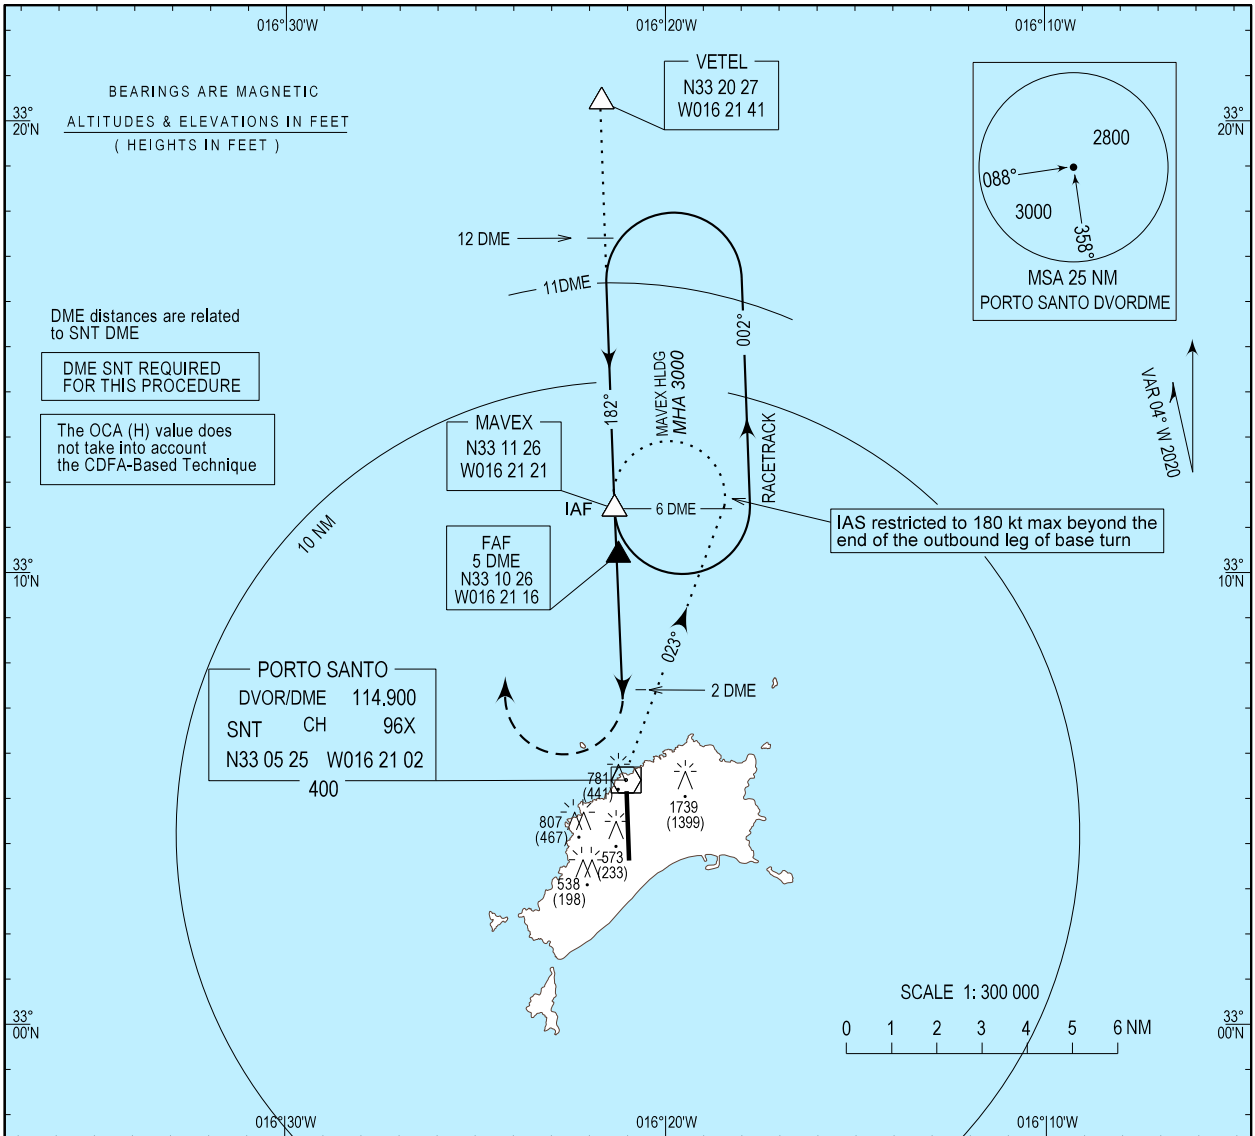 016°30'W
016°20'W
016°10'W
BEARINGS ARE MAGNETIC
ALTITUDES & ELEVATIONS IN FEET
( HEIGHTS IN FEET )
33°
20'N
VETEL
N33 20 27
W016 21 41
33°
20'N
2800
088°
3000
358°
MSA 25 NM
PORTO SANTO DVORDME
12 DME
11DME
DME distances are related
to SNT DME
DME SNT REQUIRED
FOR THIS PROCEDURE
The OCA (H) value does
not take into account
the CDFA-Based Technique
002°
182°
MAVEX HLDG
MHA 3000
RACETRACK
VAR 04° W 2020
MAVEX
N33 11 26
W016 21 21
IAF
6 DME
IAS restricted to 180 kt max beyond the
end of the outbound leg of base turn
10 NM
FAF
5 DME
N33 10 26
W016 21 16
33°
10'N
33°
10'N
023°
2 DME
PORTO SANTO
DVOR/DME 114.900
SNT CH 96X
N33 05 25 W016 21 02
400
781
(441)
1739
(1399)
807
(467)
573
(233)
538
(198)
SCALE 1: 300 000
0 1 2 3 4 5 6 NM
33°
00'N
33°
00'N
016°30'W
016°20'W
016°10'W